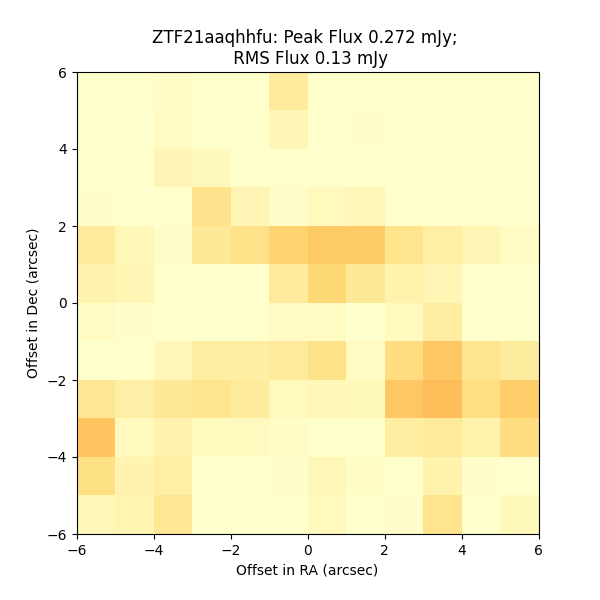 ZTF21aaqhhfu: Peak Flux 0.272 mJy;
RMS Flux 0.13 mJy
6
4
2
0
−2
−4
−6
Offset in Dec (arcsec)
−6 −4 −2 0 2 4 6
Offset in RA (arcsec)